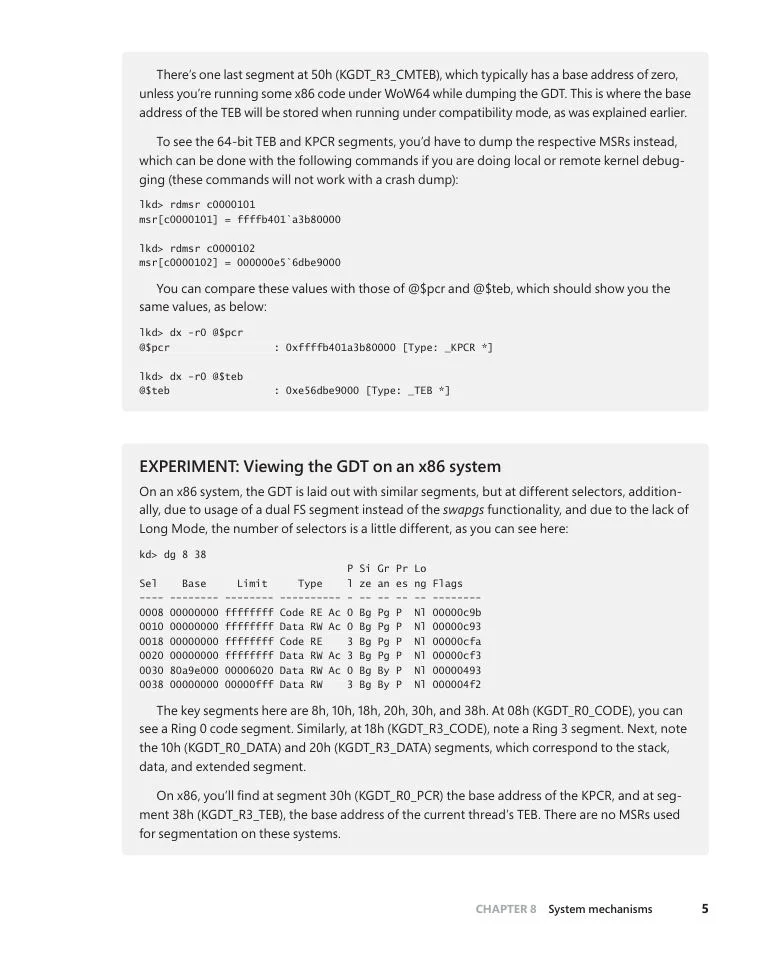 There's one last segment at 50h (KGDT_R3_CMTEB), which typically has a base address of zero,
unless you're running some x86 code under WoW64 while dumping the GDT. This is where the base
address of the TEB will be stored when running under compatibility mode, as was explained earlier.
To see the 64-bit TEB and KPCR segments, you'd have to dump the respective MSRs instead,
which can be done with the following commands if you are doing local or remote kernel debug-
ging (these commands will not work with a crash dump):
lkd> rdmsr c0000101
msr[c0000101] = ffffb401`a3b80000
lkd> rdmsr c0000102
msr[c0000102] = 000000e5`6dbe9000
You can compare these values with those of @$pcr and @$teb, which should show you the
same values, as below:
lkd> dx -r0 @$pcr
@$pcr                 : 0xffffb401a3b80000 [Type: _KPCR *]
lkd> dx -r0 @$teb
@$teb                 : 0xe56dbe9000 [Type: _TEB *]
EXPERIMENT: Viewing the GDT on an x86 system
On an x86 system, the GDT is laid out with similar segments, but at different selectors, addition-
ally, due to usage of a dual FS segment instead of the swapgs functionality, and due to the lack of
Long Mode, the number of selectors is a little different, as you can see here:
kd> dg 8 38
                                  P Si Gr Pr Lo
Sel    Base     Limit     Type    l ze an es ng Flags
---- -------- -------- ---------- - -- -- -- -- --------
0008 00000000 ffffffff Code RE Ac 0 Bg Pg P  Nl 00000c9b
0010 00000000 ffffffff Data RW Ac 0 Bg Pg P  Nl 00000c93
0018 00000000 ffffffff Code RE    3 Bg Pg P  Nl 00000cfa
0020 00000000 ffffffff Data RW Ac 3 Bg Pg P  Nl 00000cf3
0030 80a9e000 00006020 Data RW Ac 0 Bg By P  Nl 00000493
0038 00000000 00000fff Data RW    3 Bg By P  Nl 000004f2
The key segments here are 8h, 10h, 18h, 20h, 30h, and 38h. At 08h (KGDT_R0_CODE), you can
see a Ring 0 code segment. Similarly, at 18h (KGDT_R3_CODE), note a Ring 3 segment. Next, note
the 10h (KGDT_R0_DATA) and 20h (KGDT_R3_DATA) segments, which correspond to the stack,
data, and extended segment.
On x86, you'll find at segment 30h (KGDT_R0_PCR) the base address of the KPCR, and at seg-
ment 38h (KGDT_R3_TEB), the base address of the current thread's TEB. There are no MSRs used
for segmentation on these systems.
CHAPTER 8 System mechanisms 5